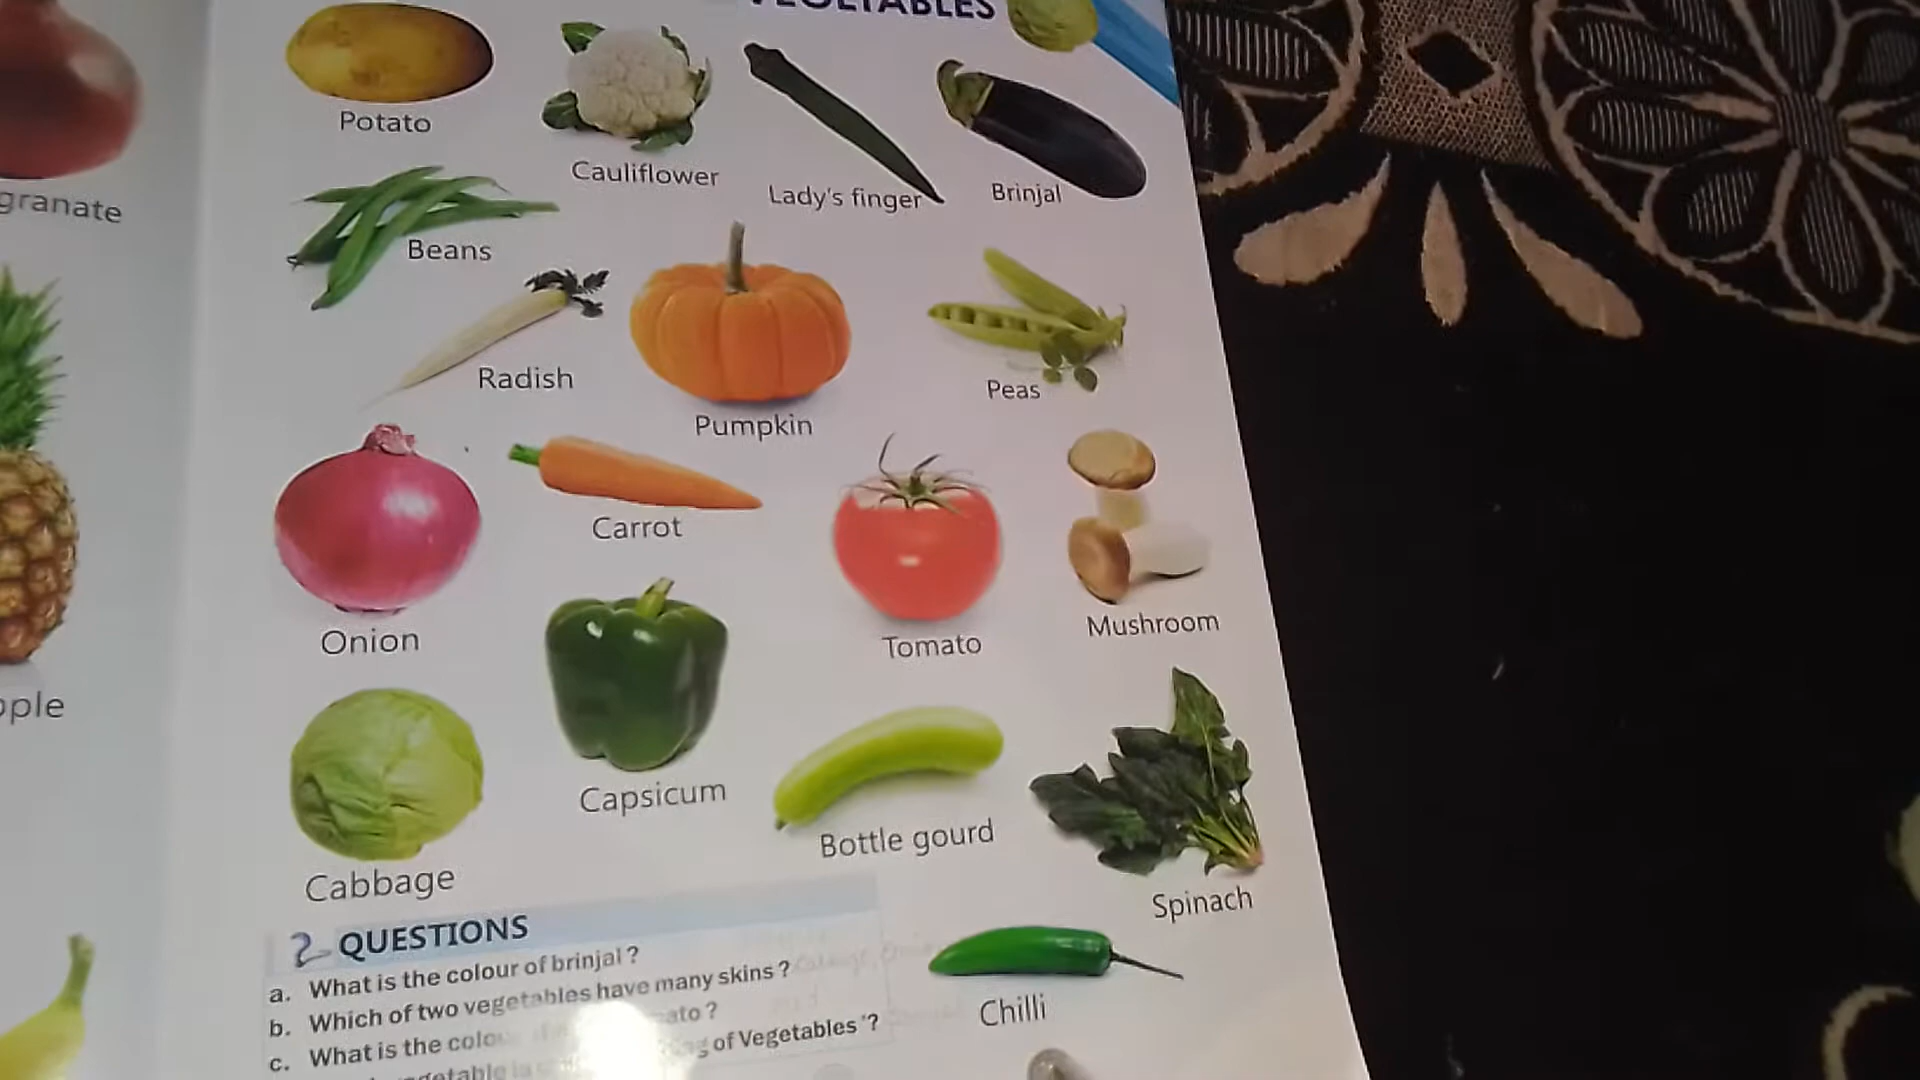 VEGETABLES
Potato
Cauliflower
Lady's finger
Brinjal
granate
Beans
Radish
Pumpkin
Peas
Onion
Carrot
Tomato
Mushroom
pple
Cabbage
Capsicum
Bottle gourd
Spinach
QUESTIONS
a. What is the colour of brinjal ?
b. Which of two vegetables have many skins ?
c. What is the colo ato ?
of Vegetables '?
Chilli